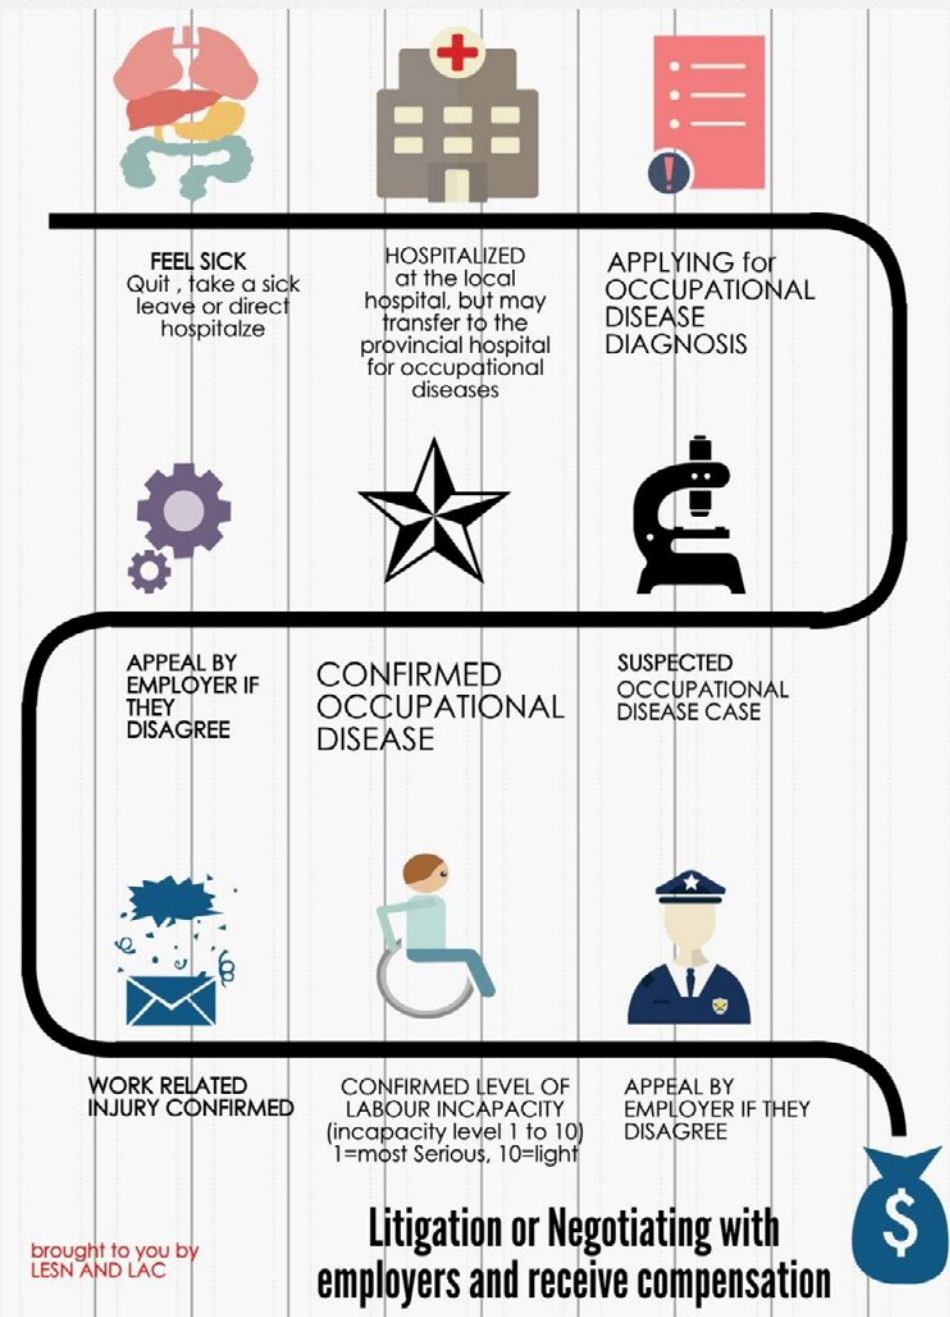 FEEL SICK
Quit , take a sick
leave or direct
hospitalze
HOSPITALIZED
at the local
hospital, but may
transfer to the
provincial hospital
for occupational
diseases
APPLYING for
OCCUPATIONAL
DISEASE
DIAGNOSIS
SUSPECTED
OCCUPATIONAL
DISEASE CASE
CONFIRMED
OCCUPATIONAL
DISEASE
APPEAL BY
EMPLOYER IF
THEY
DISAGREE
WORK RELATED
INJURY CONFIRMED
CONFIRMED LEVEL OF
LABOUR INCAPACITY
(incapacity level 1 to 10)
1=most Serious, 10=light
APPEAL BY
EMPLOYER IF THEY
DISAGREE
$
Litigation or Negotiating with
employers and receive compensation
brought to you by
LESN AND LAC